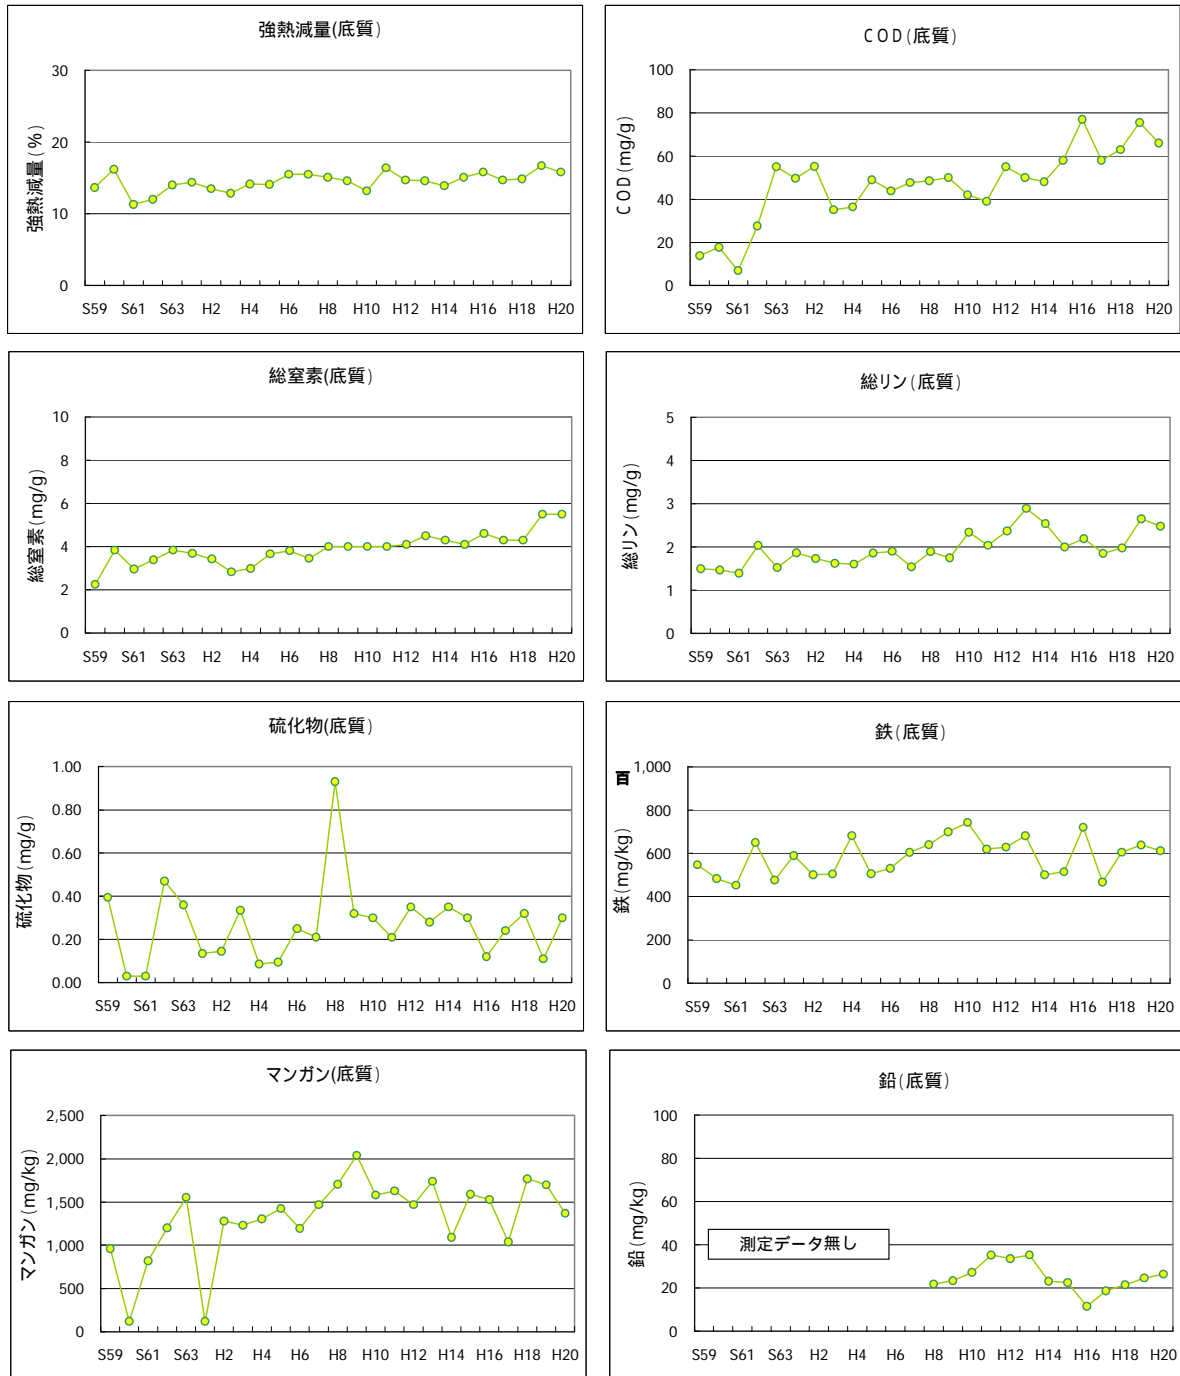 強熱減量(底質)
強熱減量(%)
30
20
10
0
S59 S61 S63 H2 H4 H6 H8 H10 H12 H14 H16 H18 H20
COD(底質)
COD(mg/g)
100
80
60
40
20
0
S59 S61 S63 H2 H4 H6 H8 H10 H12 H14 H16 H18 H20
総窒素(底質)
総窒素(mg/g)
10
8
6
4
2
0
S59 S61 S63 H2 H4 H6 H8 H10 H12 H14 H16 H18 H20
総リン(底質)
総リン(mg/g)
5
4
3
2
1
0
S59 S61 S63 H2 H4 H6 H8 H10 H12 H14 H16 H18 H20
硫化物(底質)
硫化物(mg/g)
1.00
0.80
0.60
0.40
0.20
0.00
S59 S61 S63 H2 H4 H6 H8 H10 H12 H14 H16 H18 H20
鉄(底質)
百
鉄(mg/kg)
1,000
800
600
400
200
0
S59 S61 S63 H2 H4 H6 H8 H10 H12 H14 H16 H18 H20
マンガン(底質)
マンガン(mg/kg)
2,500
2,000
1,500
1,000
500
0
S59 S61 S63 H2 H4 H6 H8 H10 H12 H14 H16 H18 H20
鉛(底質)
鉛(mg/kg)
100
80
60
40
20
0
測定データ無し
S59 S61 S63 H2 H4 H6 H8 H10 H12 H14 H16 H18 H20